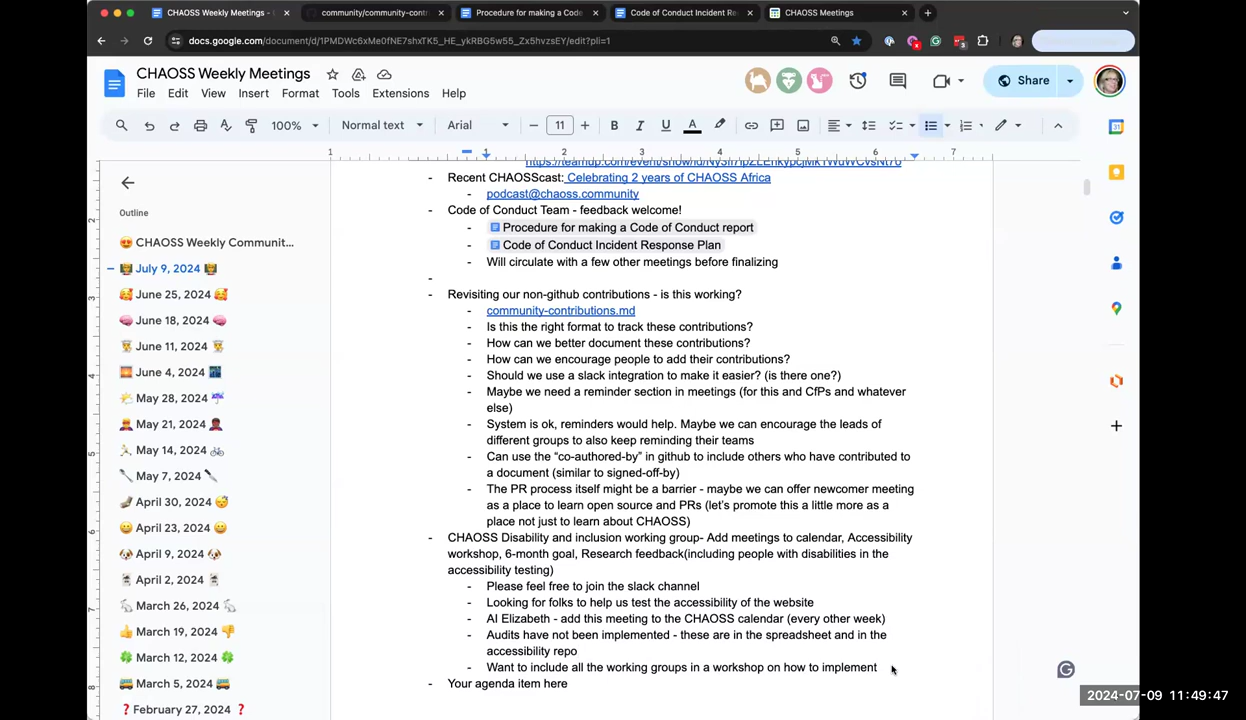 CHAOSS Weekly Meetings -
community/community-contr
Procedure for making a Code
Code of Conduct Incident Re
CHAOSS Meetings
docs.google.com/document/d/1PMDWc6xMe0fNE7shxTK5_HE_ykRBG5w55_Zx5hvzsEY/edit?pli=1
CHAOSS Weekly Meetings
File Edit View Insert Format Tools Extensions Help
Share
100% Normal text Arial 11
1 1 2 3 4 5 6 7
Recent CHAOSScast: Celebrating 2 years of CHAOSS Africa
- podcast@chaoss.community
- Code of Conduct Team - feedback welcome!
- Procedure for making a Code of Conduct report
- Code of Conduct Incident Response Plan
- Will circulate with a few other meetings before finalizing
-
- Revisiting our non-github contributions - is this working?
- community-contributions.md
- Is this the right format to track these contributions?
- How can we better document these contributions?
- How can we encourage people to add their contributions?
- Should we use a slack integration to make it easier? (is there one?)
- Maybe we need a reminder section in meetings (for this and CfPs and whatever
else)
- System is ok, reminders would help. Maybe we can encourage the leads of
different groups to also keep reminding their teams
- Can use the “co-authored-by” in github to include others who have contributed to
a document (similar to signed-off-by)
- The PR process itself might be a barrier - maybe we can offer newcomer meeting
as a place to learn open source and PRs (let’s promote this a little more as a
place not just to learn about CHAOSS)
- CHAOSS Disability and inclusion working group- Add meetings to calendar, Accessibility
workshop, 6-month goal, Research feedback(including people with disabilities in the
accessibility testing)
- Please feel free to join the slack channel
- Looking for folks to help us test the accessibility of the website
- AI Elizabeth - add this meeting to the CHAOSS calendar (every other week)
- Audits have not been implemented - these are in the spreadsheet and in the
accessibility repo
- Want to include all the working groups in a workshop on how to implement
- Your agenda item here
Outline
😍 CHAOSS Weekly Communit...
July 9, 2024
🥰 June 25, 2024 🥰
🧠 June 18, 2024 🧠
June 11, 2024
🌅 June 4, 2024 🌃
🌤 May 28, 2024 ☔
May 21, 2024
May 14, 2024
May 7, 2024
April 30, 2024 😴
😀 April 23, 2024 😀
🐶 April 9, 2024 🐶
🃏 April 2, 2024 🃏
🐇 March 26, 2024 🐇
👍 March 19, 2024 👎
🍀 March 12, 2024 🍀
March 5, 2024
❓ February 27, 2024 ❓
2 3 4 5 6 7 8
2024-07-09 11:49:47